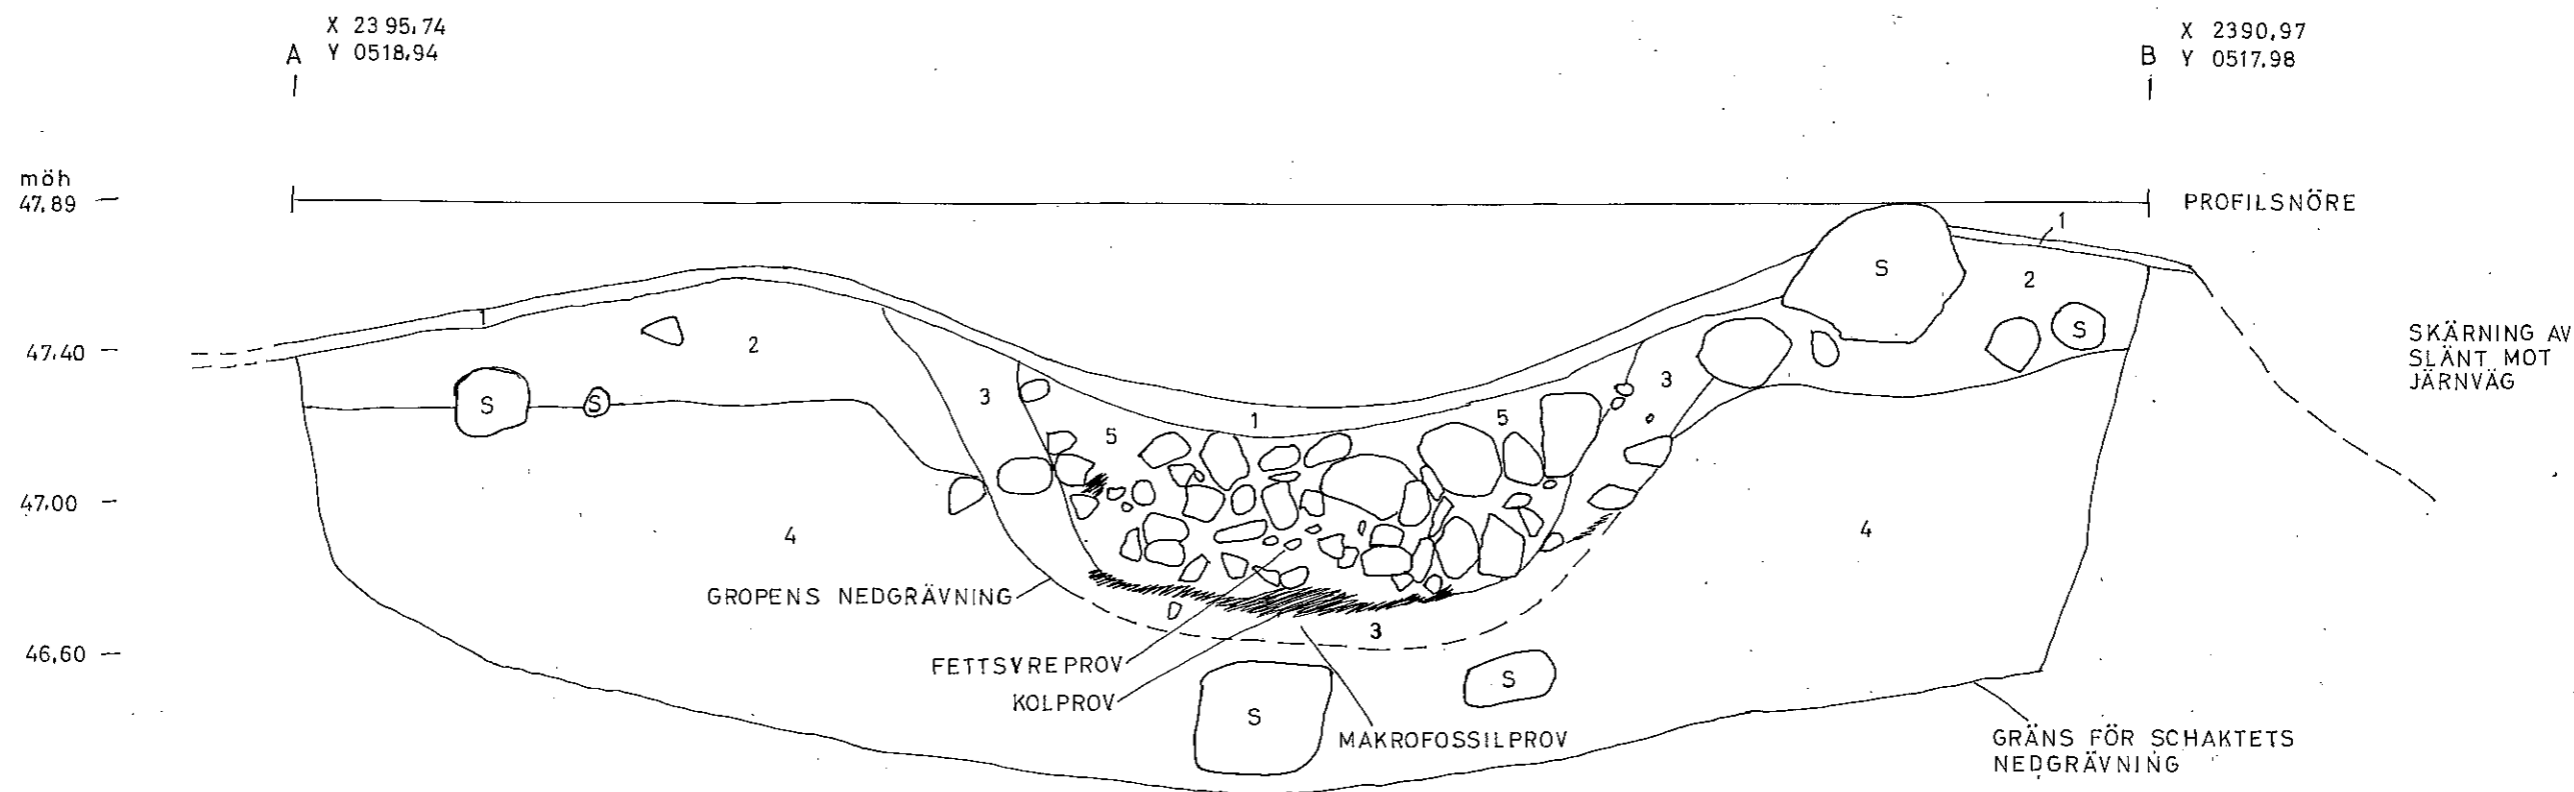 X 2395,74
A Y 0518,94
X 2390,97
B Y 0517,98
möh
47.89
PROFILSNÖRE
1
S
2
1
47.40
2
S
SKÄRNING AV
SLÄNT MOT
JÄRNVÄG
3
3
S
S
1
5
5
47,00
4
4
GROPENS NEDGRÄVNING
3
46,60
FETTSYREPROV
S
KOLPROV
S
MAKROFOSSILPROV
GRÄNS FÖR SCHAKTETS
NEDGRÄVNING